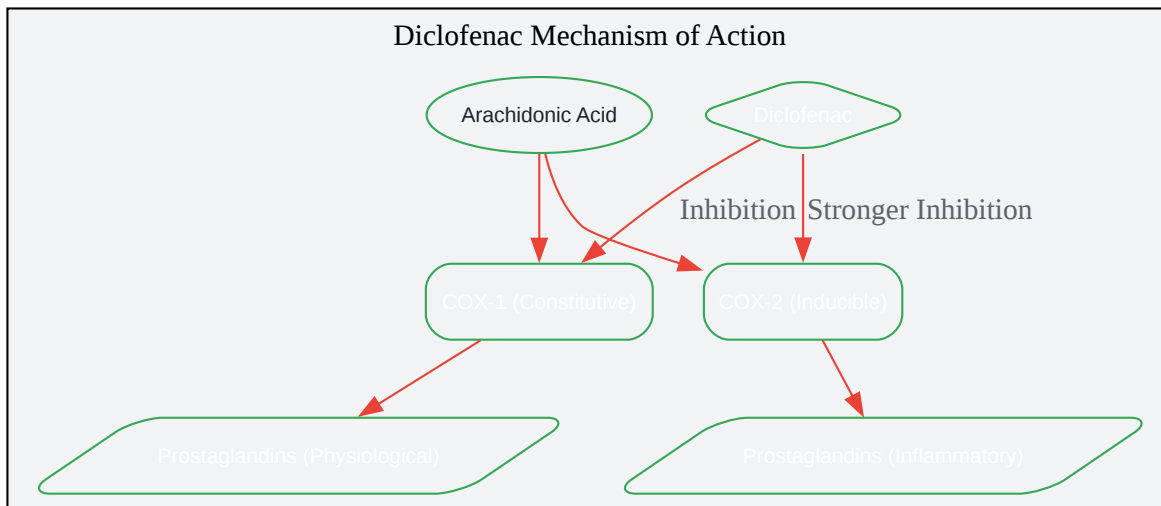 Diclofenac Mechanism of Action
Arachidonic Acid
Diclofenac
Inhibition
Stronger Inhibition
COX-1 (Constitutive)
COX-2 (Inducible)
Prostaglandins (Physiological)
Prostaglandins (Inflammatory)